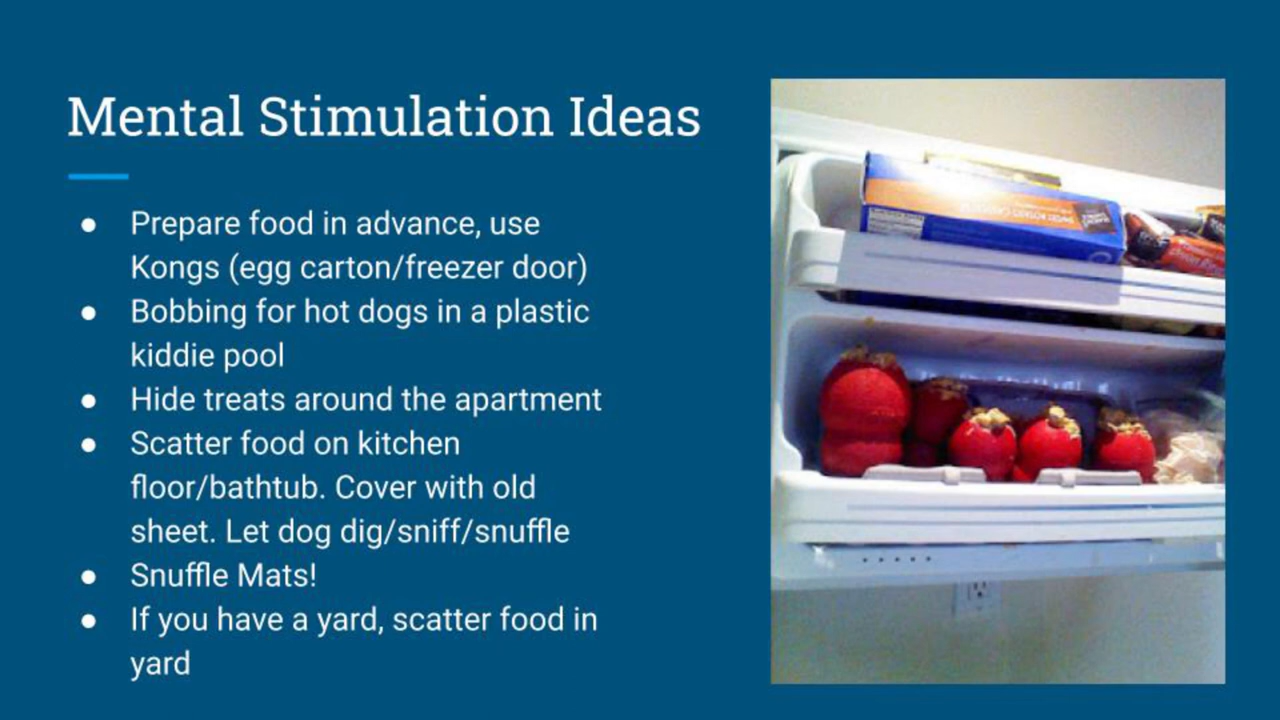 Mental Stimulation Ideas
● Prepare food in advance, use
Kongs (egg carton/freezer door)
● Bobbing for hot dogs in a plastic
kiddie pool
● Hide treats around the apartment
● Scatter food on kitchen
floor/bathtub. Cover with old
sheet. Let dog dig/sniff/snuffle
● Snuffle Mats!
● If you have a yard, scatter food in
yard